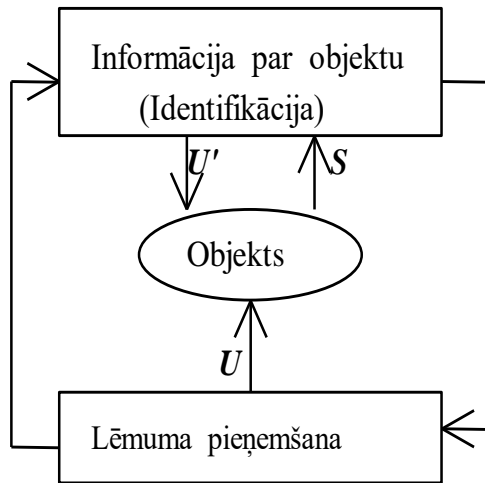 Informācija par objektu
(Identifikācija)
U' S
Objekts
U
Lēmuma pieņemšana